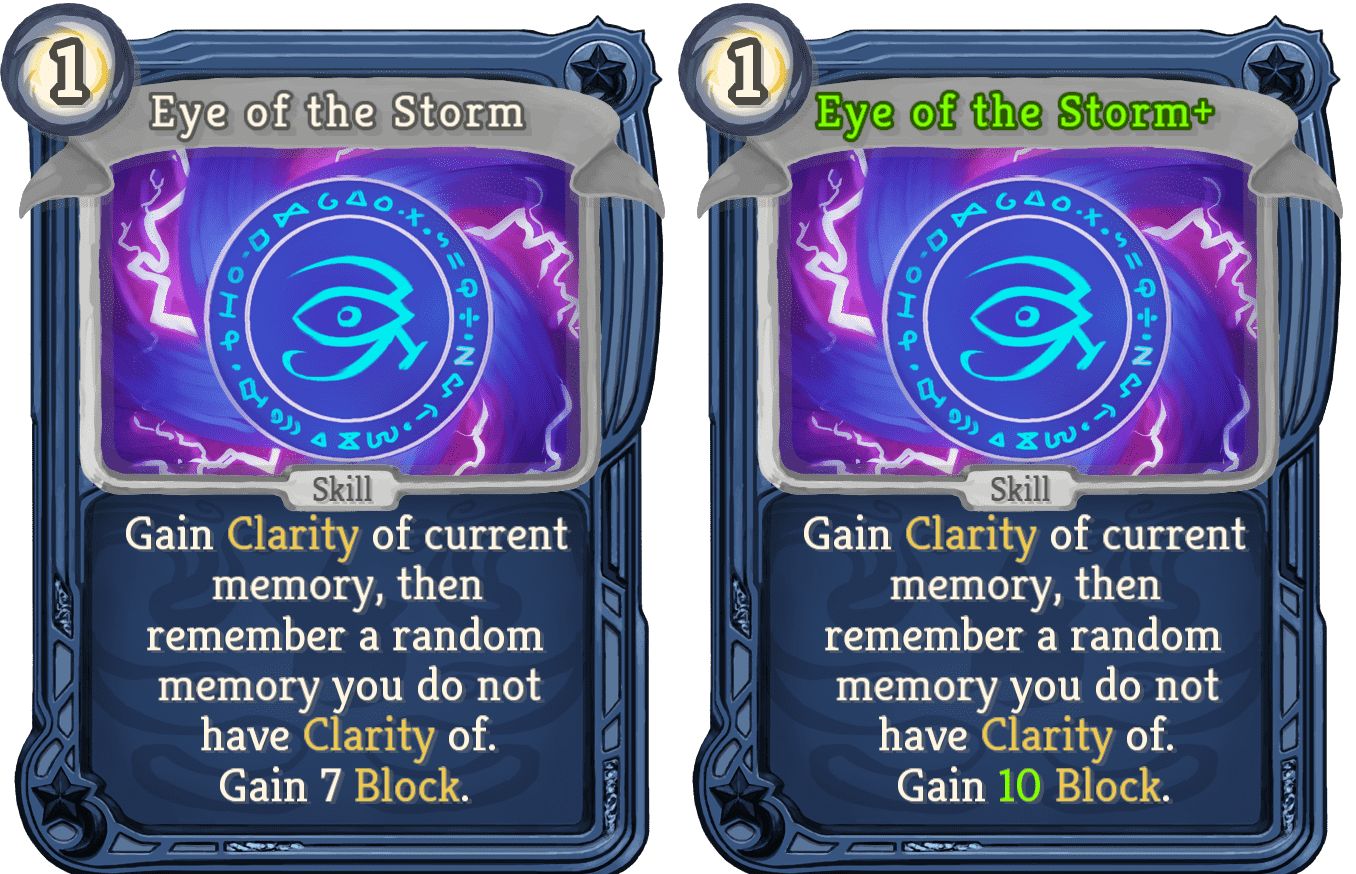 1
Eye of the Storm
Skill
Gain Clarity of current
memory, then
remember a random
memory you do not
have Clarity of.
Gain 7 Block.
1
Eye of the Storm+
Skill
Gain Clarity of current
memory, then
remember a random
memory you do not
have Clarity of.
Gain 10 Block.